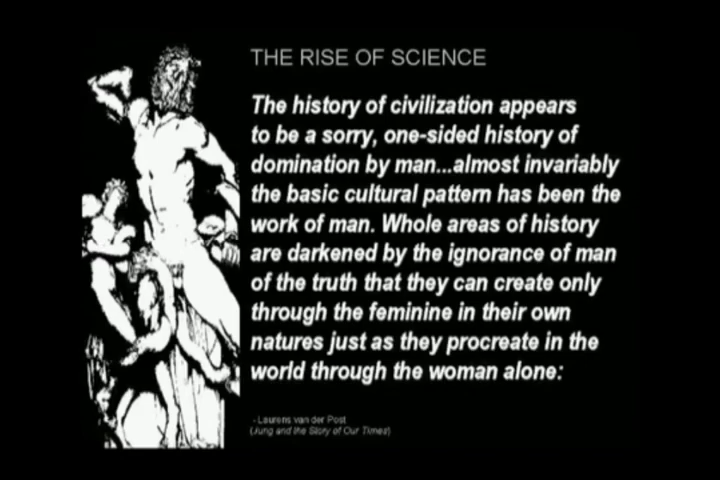 THE RISE OF SCIENCE
The history of civilization appears
to be a sorry, one-sided history of
domination by man...almost invariably
the basic cultural pattern has been the
work of man. Whole areas of history
are darkened by the ignorance of man
of the truth that they can create only
through the feminine in their own
natures just as they procreate in the
world through the woman alone:
- Laurens van der Post
(Jung and the Story of Our Times)